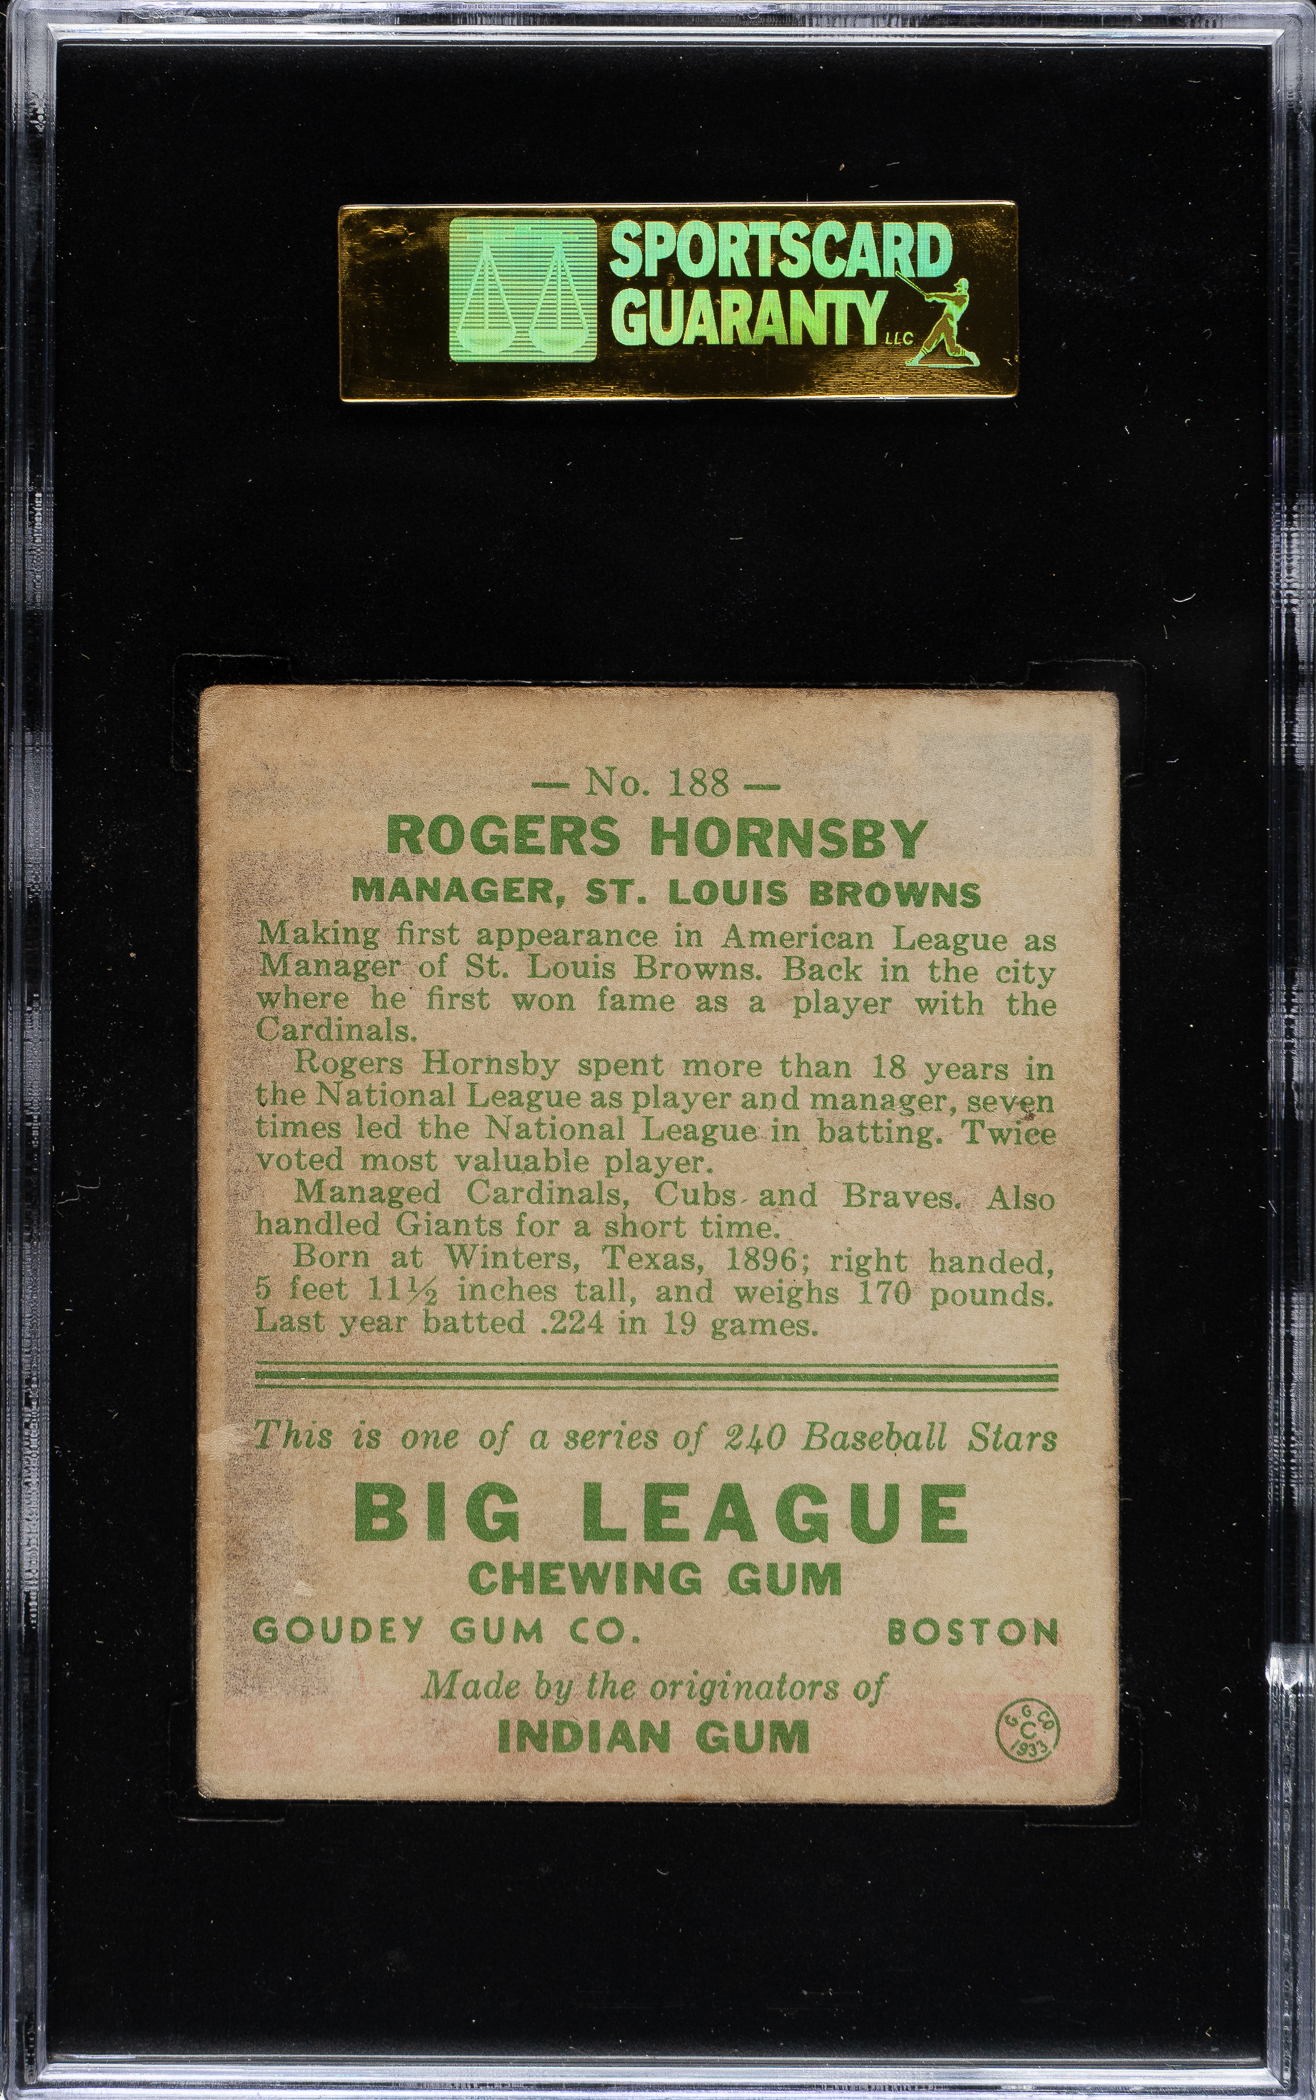 SPORTSCARD
GUARANTY LLC
— No. 188 —
ROGERS HORNSBY
MANAGER, ST. LOUIS BROWNS
Making first appearance in American League as
Manager of St. Louis Browns. Back in the city
where he first won fame as a player with the
Cardinals.
Rogers Hornsby spent more than 18 years in
the National League as player and manager, seven
times led the National League in batting. Twice
voted most valuable player.
Managed Cardinals, Cubs and Braves. Also
handled Giants for a short time.
Born at Winters, Texas, 1896; right handed,
5 feet 11½ inches tall, and weighs 170 pounds.
Last year batted .224 in 19 games.
This is one of a series of 240 Baseball Stars
BIG LEAGUE
CHEWING GUM
GOUDEY GUM CO. BOSTON
Made by the originators of
INDIAN GUM
G. G. CO
C
1933